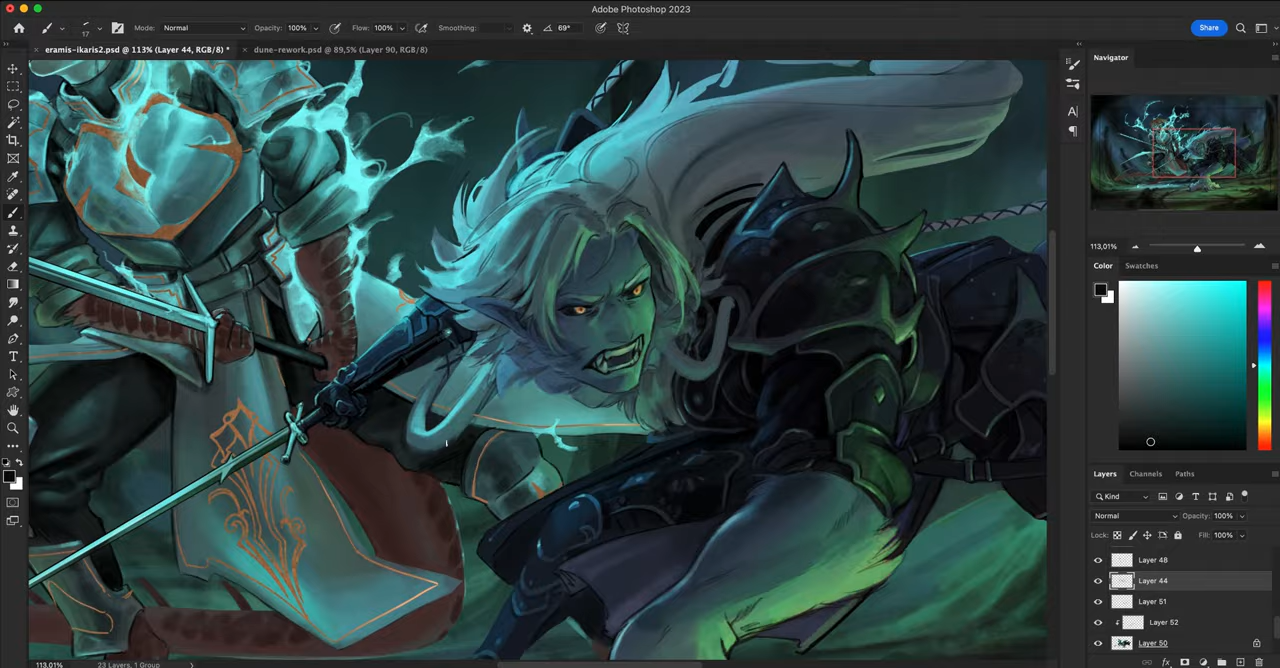 Adobe Photoshop 2023
17
Mode: Normal
Opacity: 100%
Flow: 100%
Smoothing:
69°
Share
× eramis-ikaris2.psd @ 113% (Layer 44, RGB/8) *
× dune-rework.psd @ 89,5% (Layer 90, RGB/8)
Navigator
113,01%
Color
Swatches
Layers
Channels
Paths
Kind
Normal
Opacity: 100%
Lock:
Fill: 100%
Layer 48
Layer 44
Layer 51
Layer 52
Layer 50
fx
113,01%
23 Layers, 1 Group